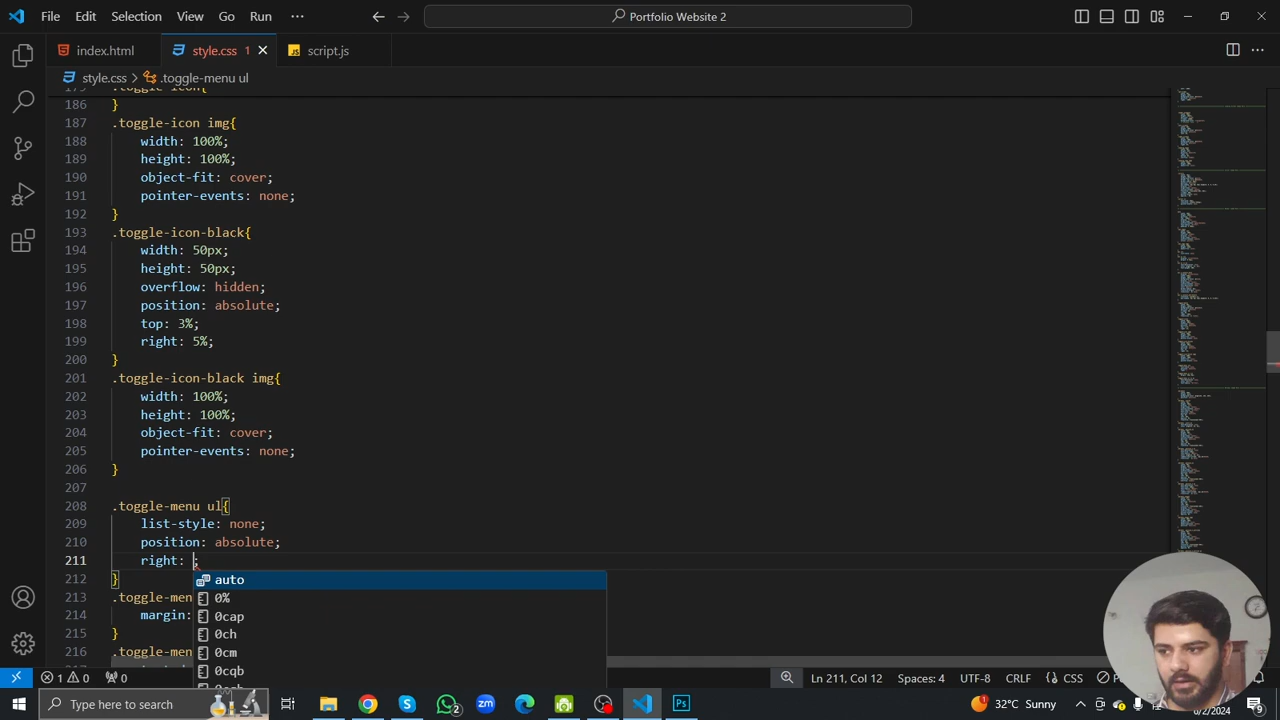 File Edit Selection View Go Run ··· Portfolio Website 2
index.html style.css 1 script.js
style.css > .toggle-menu ul
186 }
187 .toggle-icon img{
188 width: 100%;
189 height: 100%;
190 object-fit: cover;
191 pointer-events: none;
192 }
193 .toggle-icon-black{
194 width: 50px;
195 height: 50px;
196 overflow: hidden;
197 position: absolute;
198 top: 3%;
199 right: 5%;
200 }
201 .toggle-icon-black img{
202 width: 100%;
203 height: 100%;
204 object-fit: cover;
205 pointer-events: none;
206 }
207
208 .toggle-menu ul{
209 list-style: none;
210 position: absolute;
211 right: ;
212 }
auto
213 .toggle-men
0%
214 margin:
0cap
215 }
0ch
216 .toggle-men
0cm
0cqb
1 0 0 Ln 211, Col 12 Spaces: 4 UTF-8 CRLF {} CSS
Type here to search 2 32°C Sunny 6/2/2024